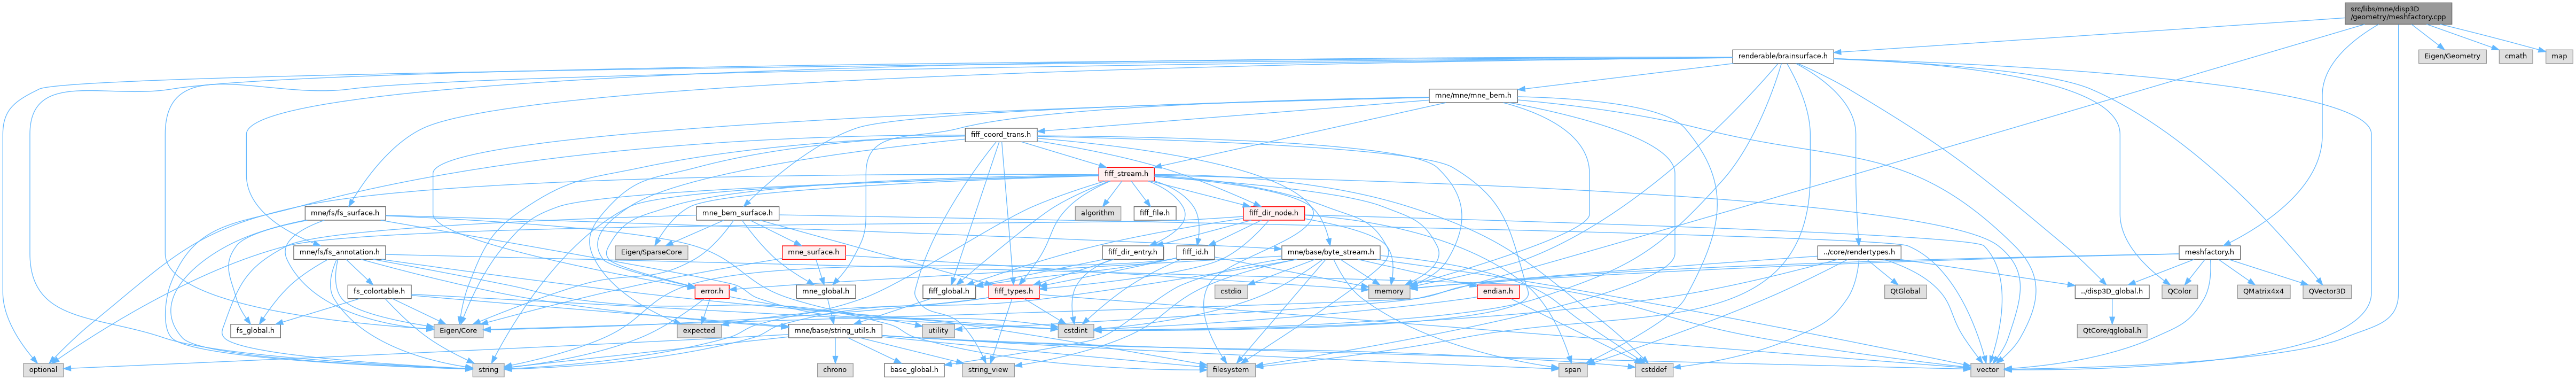 src/libs/mne/disp3D
/geometry/meshfactory.cpp
renderable/brainsurface.h
Eigen/Geometry
cmath
map
mne/mne/mne_bem.h
fiff_coord_trans.h
fiff_stream.h
mne/fs/fs_surface.h
mne_bem_surface.h
algorithm
fiff_file.h
fiff_dir_node.h
mne/fs/fs_annotation.h
Eigen/SparseCore
mne_surface.h
fiff_dir_entry.h
fiff_id.h
mne/base/byte_stream.h
../core/rendertypes.h
meshfactory.h
fs_colortable.h
error.h
mne_global.h
fiff_global.h
fiff_types.h
cstdio
memory
endian.h
QtGlobal
../disp3D_global.h
QColor
QMatrix4x4
QVector3D
fs_global.h
Eigen/Core
expected
mne/base/string_utils.h
utility
cstdint
QtCore/qglobal.h
optional
string
chrono
base_global.h
string_view
filesystem
span
cstddef
vector